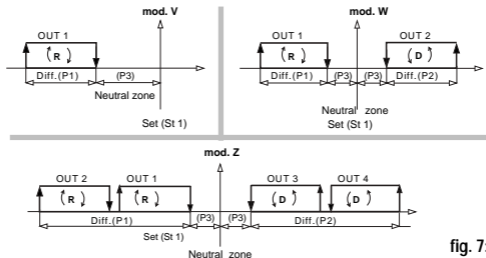 mod. V
OUT 1
R
Diff.(P1) (P3)
Neutral zone
Set (St 1)
mod. W
OUT 1 OUT 2
R D
Diff.(P1) (P3) (P3) Diff.(P2)
Neutral zone
Set (St 1)
mod. Z
OUT 2 OUT 1 OUT 3 OUT 4
R R D D
Diff.(P1) (P3) (P3) Diff.(P2)
Set (St 1)
Neutral zone
fig. 7: